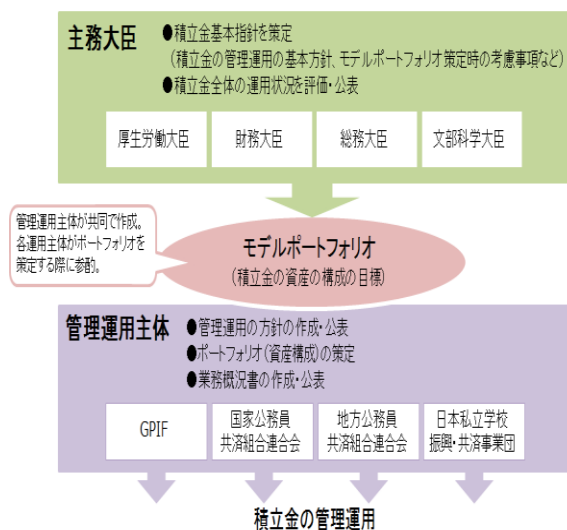 主務大臣
●積立金基本指針を策定
(積立金の管理運用の基本方針、モデルポートフォリオ策定時の考慮事項など)
●積立金全体の運用状況を評価・公表
厚生労働大臣
財務大臣
総務大臣
文部科学大臣
管理運用主体が共同で作成。
各運用主体がポートフォリオを
策定する際に参酌。
モデルポートフォリオ
(積立金の資産の構成の目標)
管理運用主体
●管理運用の方針の作成・公表
●ポートフォリオ(資産構成)の策定
●業務概況書の作成・公表
GPIF
国家公務員
共済組合連合会
地方公務員
共済組合連合会
日本私立学校
振興・共済事業団
積立金の管理運用